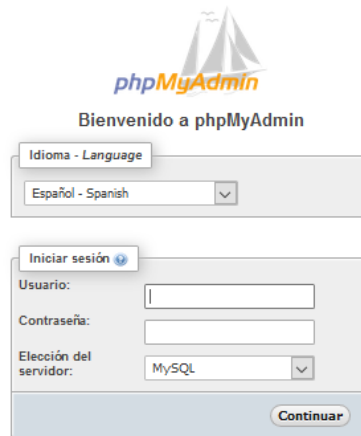 phpMyAdmin
Bienvenido a phpMyAdmin
Idioma - Language
Español - Spanish
Iniciar sesión
Usuario:
Contraseña:
Elección del
servidor:
MySQL
Continuar